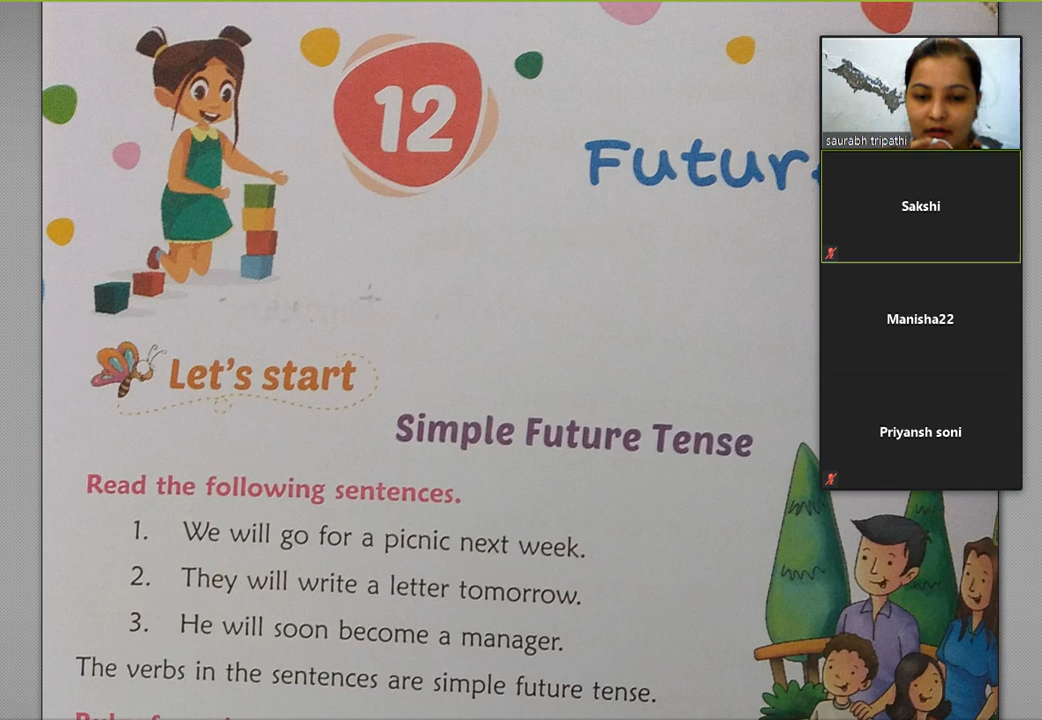 12
Futur
Let's start
Simple Future Tense
Read the following sentences.
1. We will go for a picnic next week.
2. They will write a letter tomorrow.
3. He will soon become a manager.
The verbs in the sentences are simple future tense.
saurabh tripathi
Sakshi
Manisha22
Priyansh soni